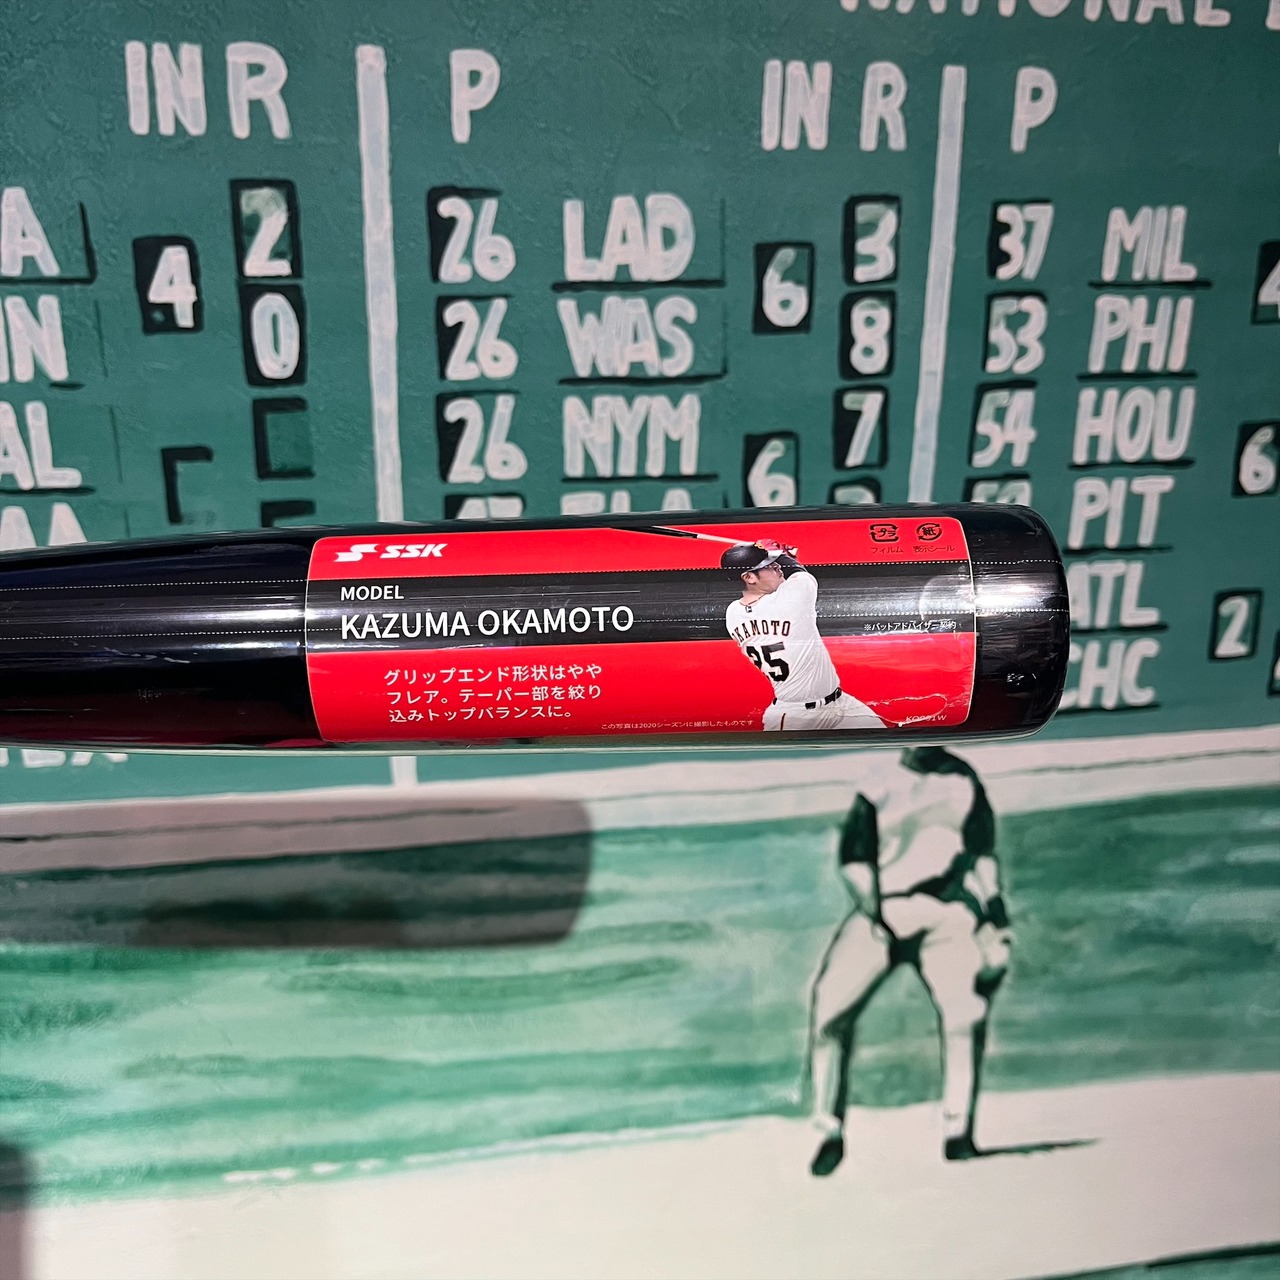 NATIONAL
IN R P IN R P
2 26 LAD 3 37 MIL
4 6
0 26 WAS 8 53 PHI
26 NYM 7 54 HOU
6 6
PIT
ATL
2
CHC
SSK
MODEL
KAZUMA OKAMOTO
グリップエンド形状はやや
フレア。テーパー部を絞り
込みトップバランスに。
この写真は2020シーズンに撮影したものです
プラ 紙
フィルム 表示シール
OKAMOTO
25
※バットアドバイザー契約